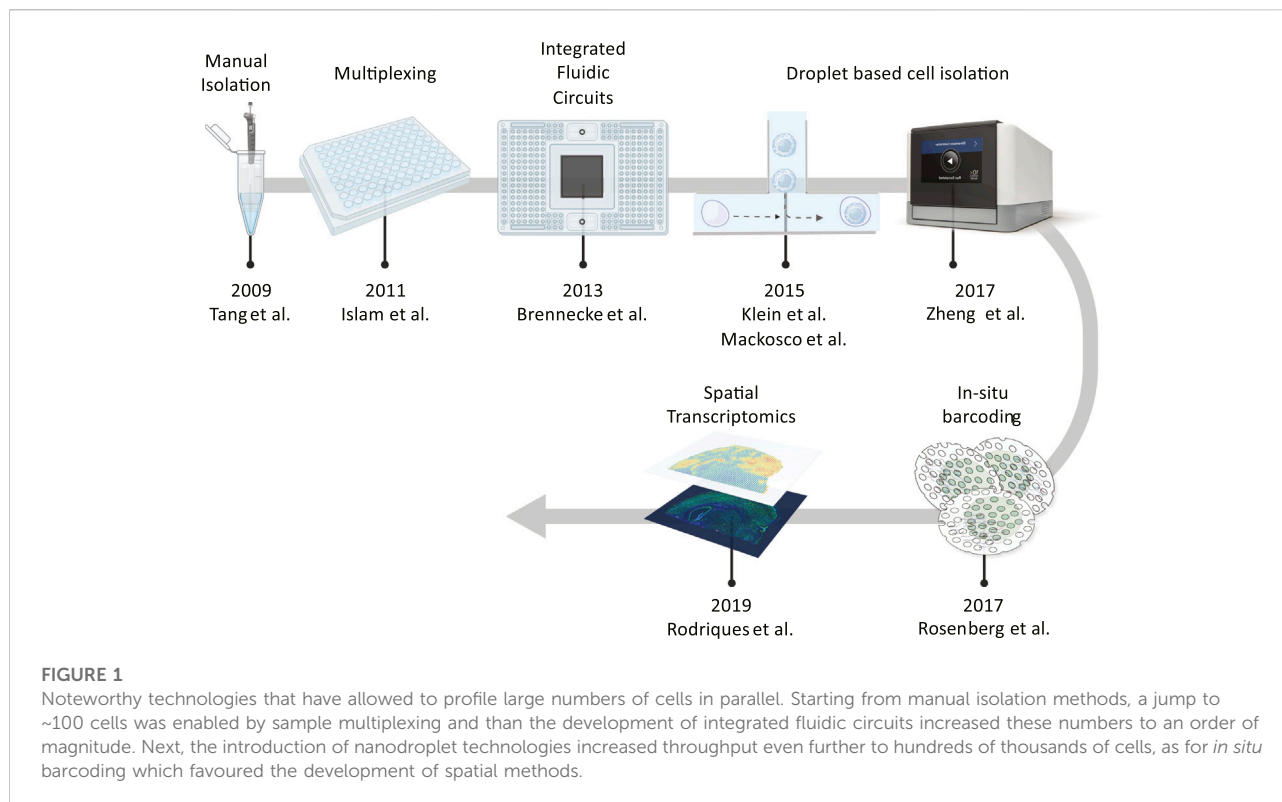 Manual
Isolation
Multiplexing
Integrated
Fluidic
Circuits
Droplet based cell isolation
2009
Tang et al.
2011
Islam et al.
2013
Brennecke et al.
2015
Klein et al.
Mackosco et al.
2017
Zheng et al.
Spatial
Transcriptomics
In-situ
barcoding
2019
Rodriques et al.
2017
Rosenberg et al.
FIGURE 1
Noteworthy technologies that have allowed to profile large numbers of cells in parallel. Starting from manual isolation methods, a jump to
~100 cells was enabled by sample multiplexing and than the development of integrated fluidic circuits increased these numbers to an order of
magnitude. Next, the introduction of nanodroplet technologies increased throughput even further to hundreds of thousands of cells, as for in situ
barcoding which favoured the development of spatial methods.